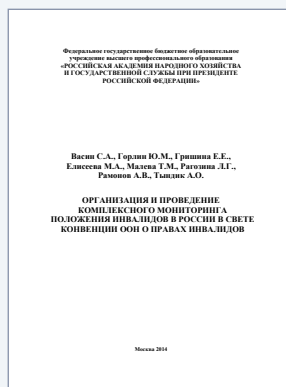 Федеральное государственное бюджетное образовательное
учреждение высшего профессионального образования
«РОССИЙСКАЯ АКАДЕМИЯ НАРОДНОГО ХОЗЯЙСТВА
И ГОСУДАРСТВЕННОЙ СЛУЖБЫ ПРИ ПРЕЗИДЕНТЕ
РОССИЙСКОЙ ФЕДЕРАЦИИ»
Васин С.А., Горлин Ю.М., Гришина Е.Е.,
Елисеева М.А., Малева Т.М., Рагозина Л.Г.,
Рамонов А.В., Тындик А.О.
ОРГАНИЗАЦИЯ И ПРОВЕДЕНИЕ
КОМПЛЕКСНОГО МОНИТОРИНГА
ПОЛОЖЕНИЯ ИНВАЛИДОВ В РОССИИ В СВЕТЕ
КОНВЕНЦИИ ООН О ПРАВАХ ИНВАЛИДОВ
Москва 2014